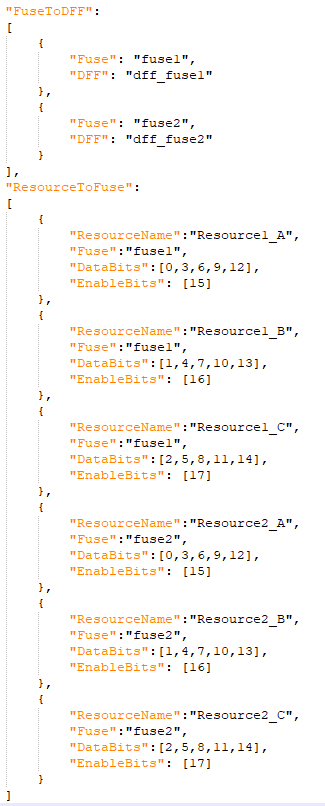 "FuseToDFF":
[
{
"Fuse": "fuse1",
"DFF": "dff_fuse1"
},
{
"Fuse": "fuse2",
"DFF": "dff_fuse2"
}
],
"ResourceToFuse":
[
{
"ResourceName":"Resource1_A",
"Fuse":"fuse1",
"DataBits":[0,3,6,9,12],
"EnableBits": [15]
},
{
"ResourceName":"Resource1_B",
"Fuse":"fuse1",
"DataBits":[1,4,7,10,13],
"EnableBits": [16]
},
{
"ResourceName":"Resource1_C",
"Fuse":"fuse1",
"DataBits":[2,5,8,11,14],
"EnableBits": [17]
},
{
"ResourceName":"Resource2_A",
"Fuse":"fuse2",
"DataBits":[0,3,6,9,12],
"EnableBits": [15]
},
{
"ResourceName":"Resource2_B",
"Fuse":"fuse2",
"DataBits":[1,4,7,10,13],
"EnableBits": [16]
},
{
"ResourceName":"Resource2_C",
"Fuse":"fuse2",
"DataBits":[2,5,8,11,14],
"EnableBits": [17]
}
]